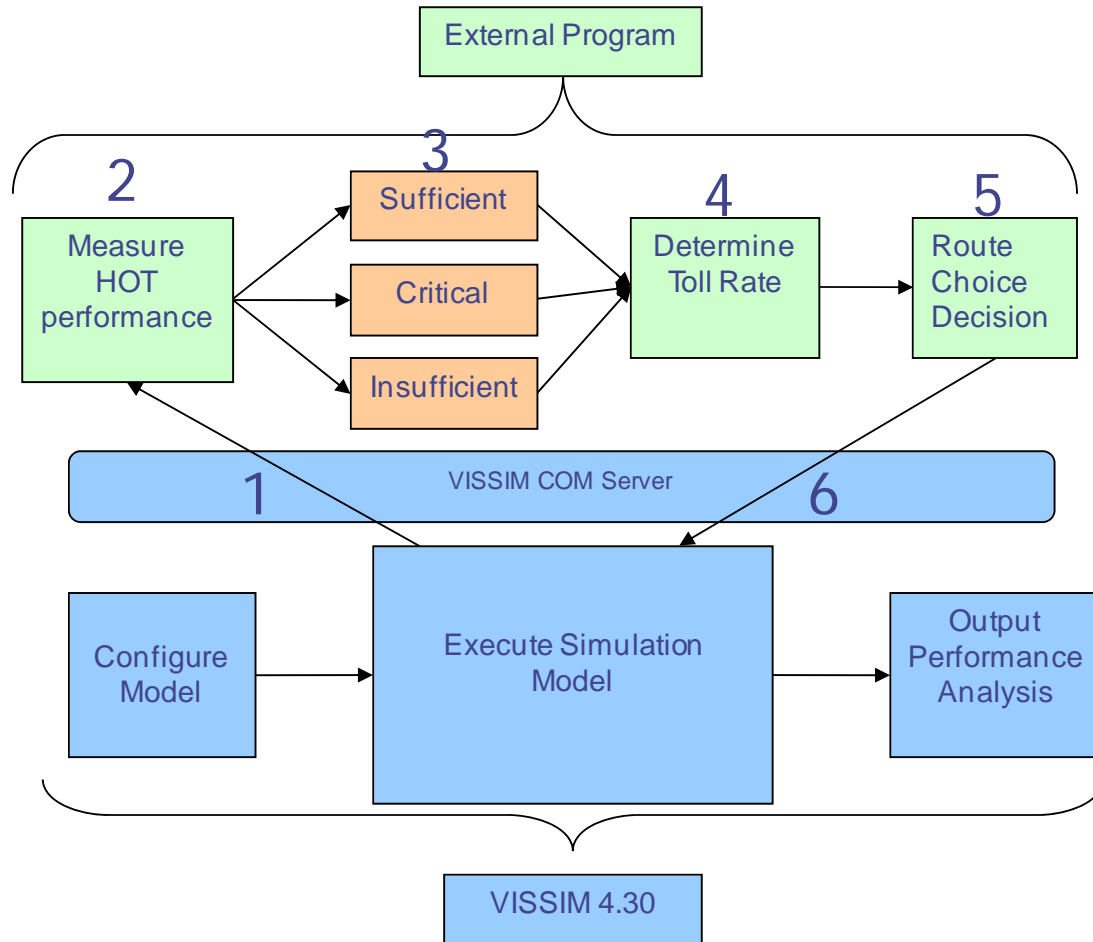 External Program
2
3
4
5
Measure
HOT
performance
Sufficient
Critical
Insufficient
Determine
Toll Rate
Route
Choice
Decision
1
VISSIM COM Server
6
Configure
Model
Execute Simulation
Model
Output
Performance
Analysis
VISSIM 4.30